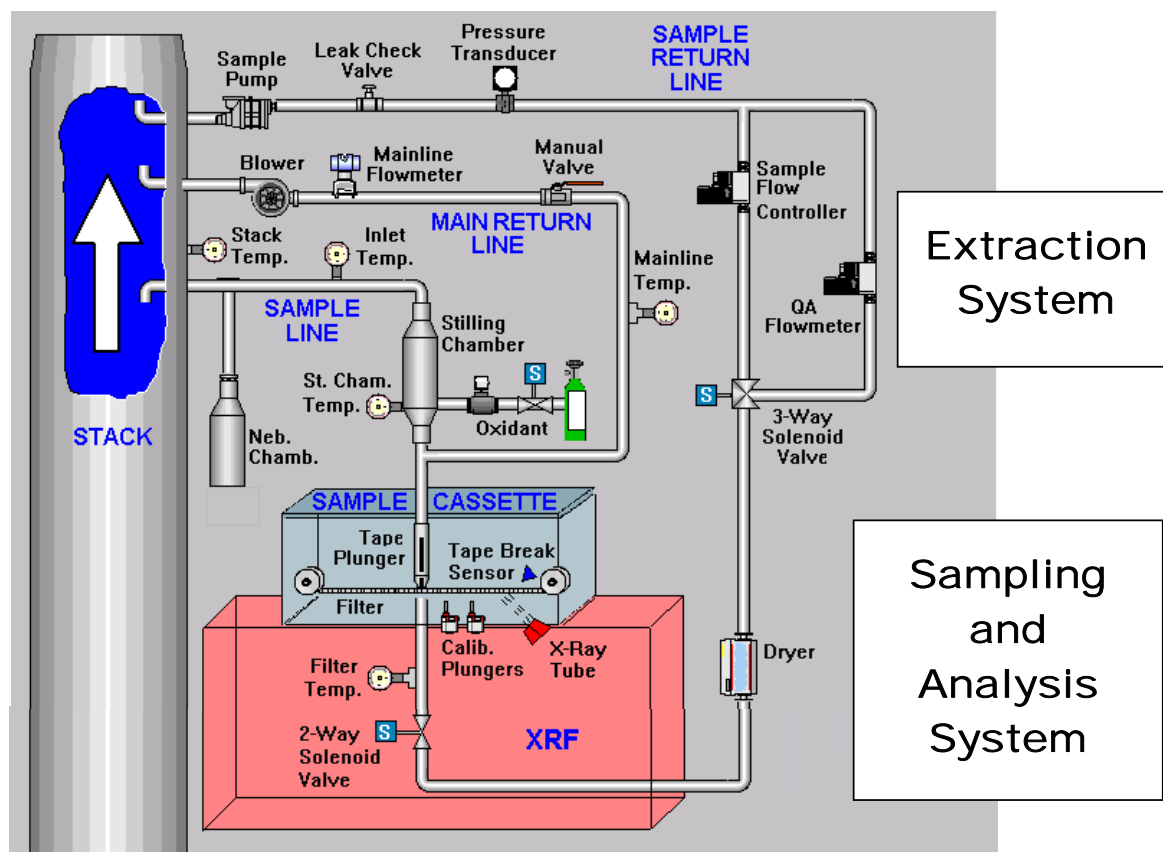 Sample
Pump
Leak Check
Valve
Pressure
Transducer
SAMPLE
RETURN
LINE
Blower
Mainline
Flowmeter
Manual
Valve
MAIN RETURN
LINE
Sample
Flow
Controller
Stack
Temp.
Inlet
Temp.
Mainline
Temp.
QA
Flowmeter
SAMPLE
LINE
Stilling
Chamber
St. Cham.
Temp.
S
Oxidant
S
3-Way
Solenoid
Valve
STACK
Neb.
Chamb.
SAMPLE CASSETTE
Tape
Plunger
Tape Break
Sensor
Filter
Calib.
Plungers
X-Ray
Tube
Filter
Temp.
S
2-Way
Solenoid
Valve
XRF
Dryer
Extraction
System
Sampling
and
Analysis
System